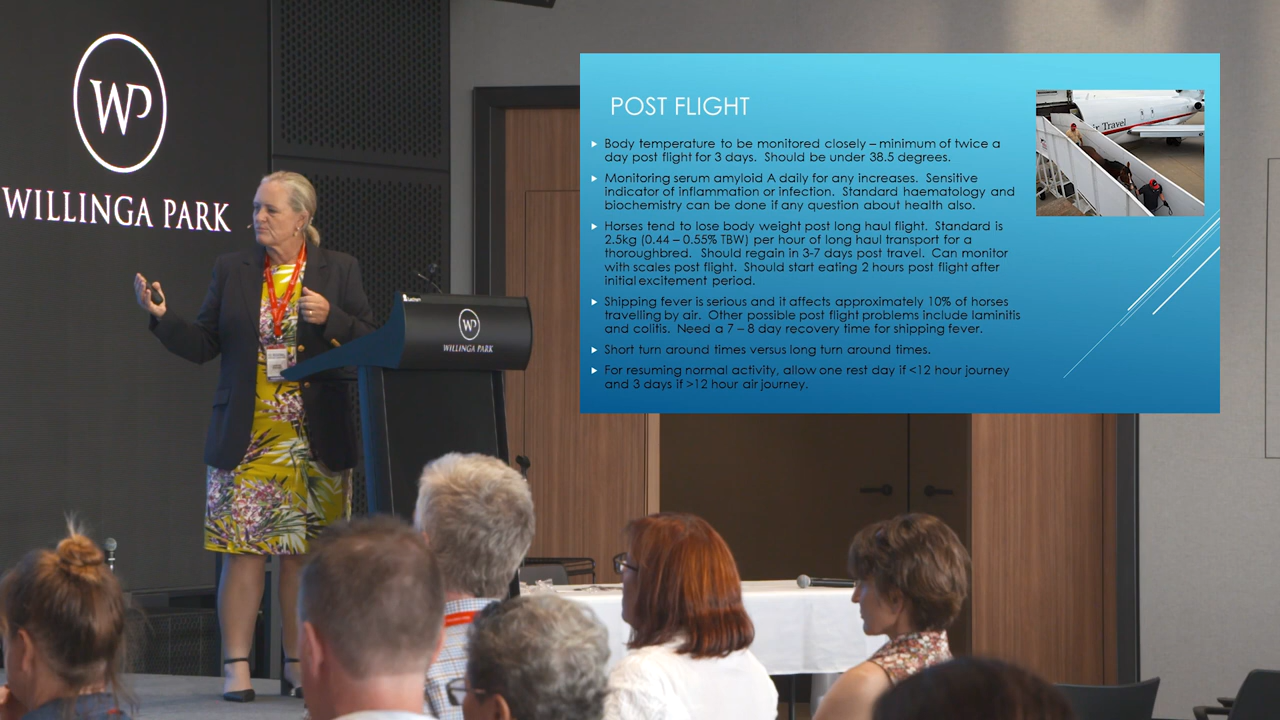 WP
WILLINGA PARK
WP
WILLINGA PARK
POST FLIGHT
Travel
Body temperature to be monitored closely – minimum of twice a
day post flight for 3 days. Should be under 38.5 degrees.
Monitoring serum amyloid A daily for any increases. Sensitive
indicator of inflammation or infection. Standard haematology and
biochemistry can be done if any question about health also.
Horses tend to lose body weight post long haul flight. Standard is
2.5kg (0.44 – 0.55% TBW) per hour of long haul transport for a
thoroughbred. Should regain in 3-7 days post travel. Can monitor
with scales post flight. Should start eating 2 hours post flight after
initial excitement period.
Shipping fever is serious and it affects approximately 10% of horses
travelling by air. Other possible post flight problems include laminitis
and colitis. Need a 7 – 8 day recovery time for shipping fever.
Short turn around times versus long turn around times.
For resuming normal activity, allow one rest day if <12 hour journey
and 3 days if >12 hour air journey.